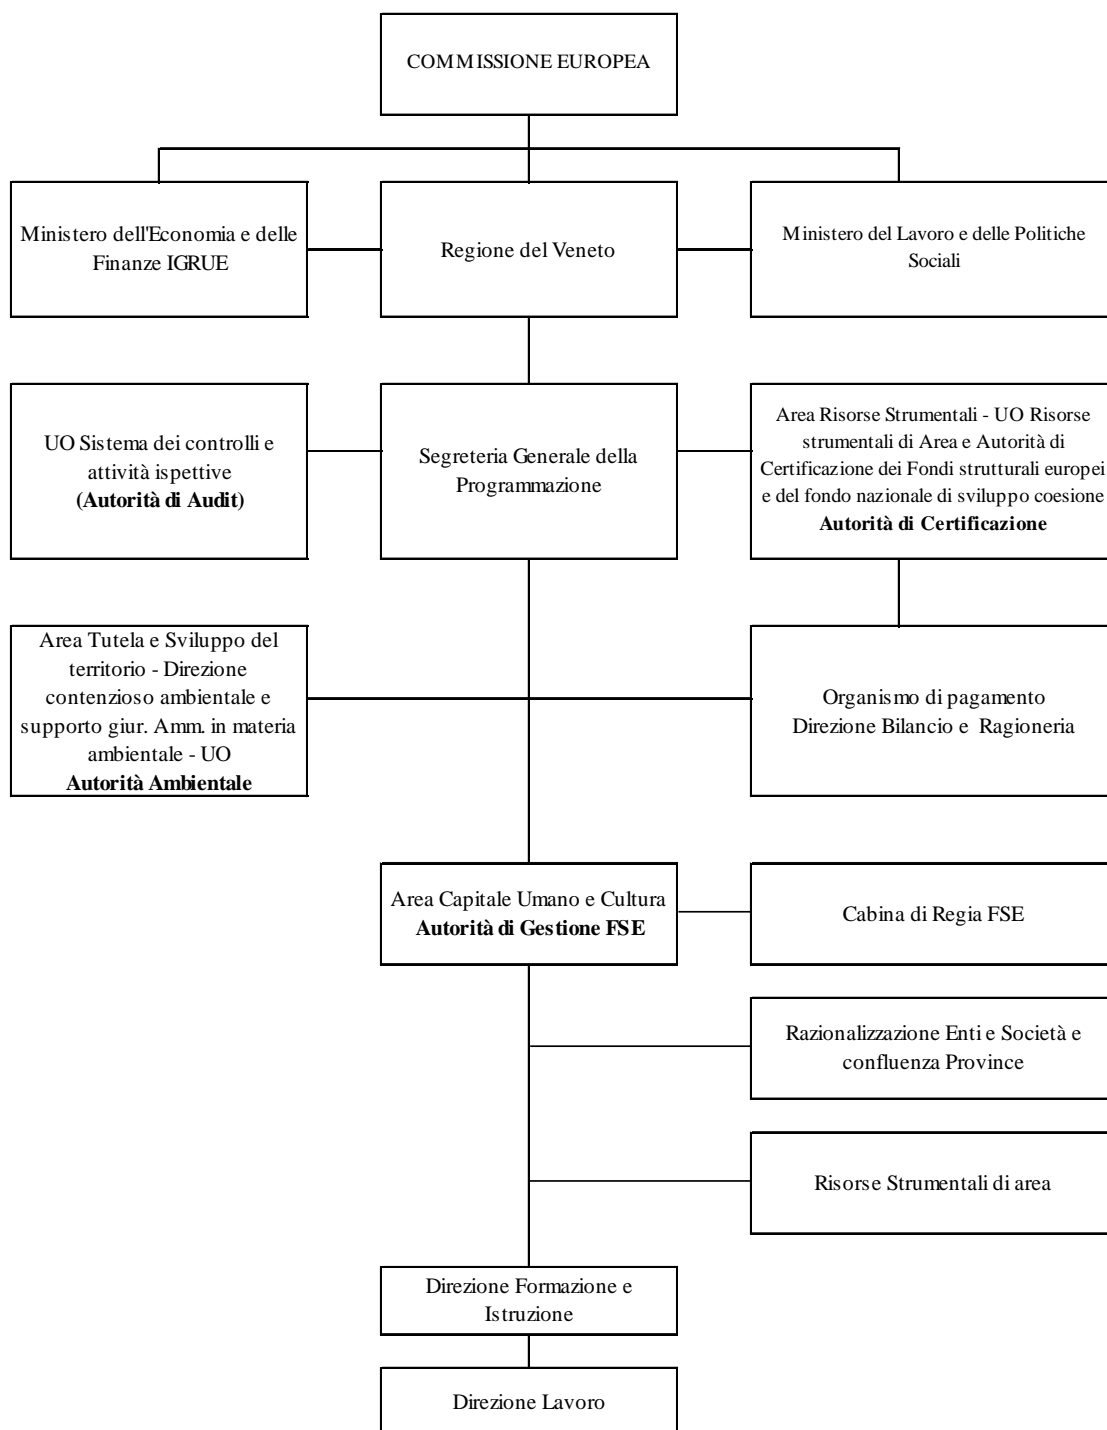 COMMISSIONE EUROPEA
Ministero dell'Economia e delle
Finanze IGRUE
Regione del Veneto
Ministero del Lavoro e delle Politiche
Sociali
UO Sistema dei controlli e
attività ispettive
(Autorità di Audit)
Segreteria Generale della
Programmazione
Area Risorse Strumentali - UO Risorse
strumentali di Area e Autorità di
Certificazione dei Fondi strutturali europei
e del fondo nazionale di sviluppo coesione
Autorità di Certificazione
Area Tutela e Sviluppo del
territorio - Direzione
contenzioso ambientale e
supporto giur. Amm. in materia
ambientale - UO
Autorità Ambientale
Organismo di pagamento
Direzione Bilancio e Ragioneria
Area Capitale Umano e Cultura
Autorità di Gestione FSE
Cabina di Regia FSE
Razionalizzazione Enti e Società e
confluenza Province
Risorse Strumentali di area
Direzione Formazione e
Istruzione
Direzione Lavoro